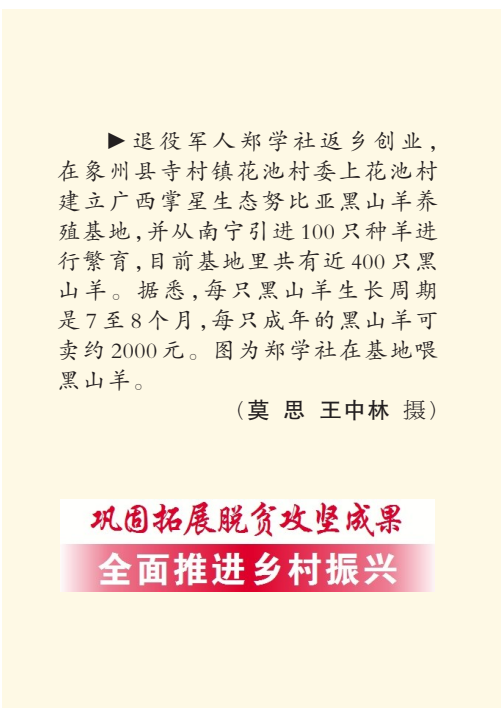 ▶退役军人郑学社返乡创业，
在象州县寺村镇花池村委上花池村
建立广西掌星生态努比亚黑山羊养
殖基地，并从南宁引进100只种羊进
行繁育，目前基地里共有近400只黑
山羊。据悉，每只黑山羊生长周期
是7至8个月，每只成年的黑山羊可
卖约2000元。图为郑学社在基地喂
黑山羊。
（莫 思 王中林 摄）
巩固拓展脱贫攻坚成果
全面推进乡村振兴